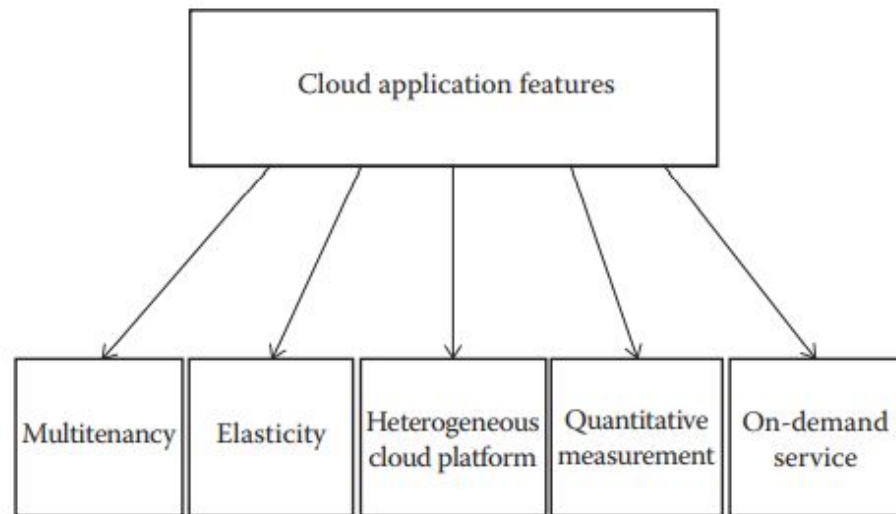 Cloud application features
Multitenancy
Elasticity
Heterogeneous
cloud platform
Quantitative
measurement
On-demand
service